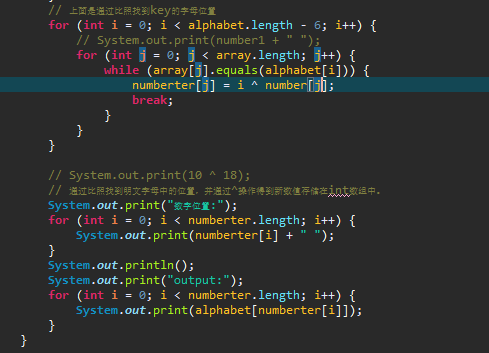 // 上面是通过比照找到key的字母位置
for (int i = 0; i < alphabet.length - 6; i++) {
// System.out.print(number1 + " ");
for (int j = 0; j < array.length; j++) {
while (array[j].equals(alphabet[i])) {
numberter[j] = i ^ number[j];
break;
}
}
}
// System.out.print(10 ^ 18);
// 通过比照找到明文字母中的位置，并通过^操作得到新数值存储在int数组中。
System.out.print("数字位置:");
for (int i = 0; i < numberter.length; i++) {
System.out.print(numberter[i] + " ");
}
System.out.println();
System.out.print("output:");
for (int i = 0; i < numberter.length; i++) {
System.out.print(alphabet[numberter[i]]);
}
}